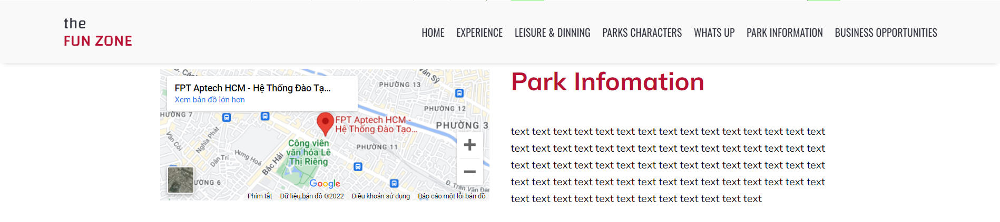 the
FUN ZONE
HOME EXPERIENCE LEISURE & DINNING PARKS CHARACTERS WHATS UP PARK INFORMATION BUSINESS OPPORTUNITIES
FPT Aptech HCM - Hệ Thống Đào Tạ...
Xem bản đồ lớn hơn
Văn Sỹ
PHƯỜNG 13
PHƯỜNG 12
HƯỜNG 7
PHƯỜNG 3
FPT Aptech HCM -
Hệ Thống Đào Tạo...
Văn Côi
Nghĩa Phát
Công viên
văn hóa Lê
Thị Riêng
PHƯỜNG 11
Dân Trí
Hưng Hoá
Bắc Hải
ƯỜNG 6
Google
Đ. Trần Văn Đan
Phím tắt Dữ liệu bản đồ ©2022 Điều khoản sử dụng Báo cáo một lỗi bản đồ
Park Infomation
text text text text text text text text text text text text text text text
text text text text text text text text text text text text text text text
text text text text text text text text text text text text text text text
text text text text text text text text text text text text text text text
text text text text text text text text text text text text